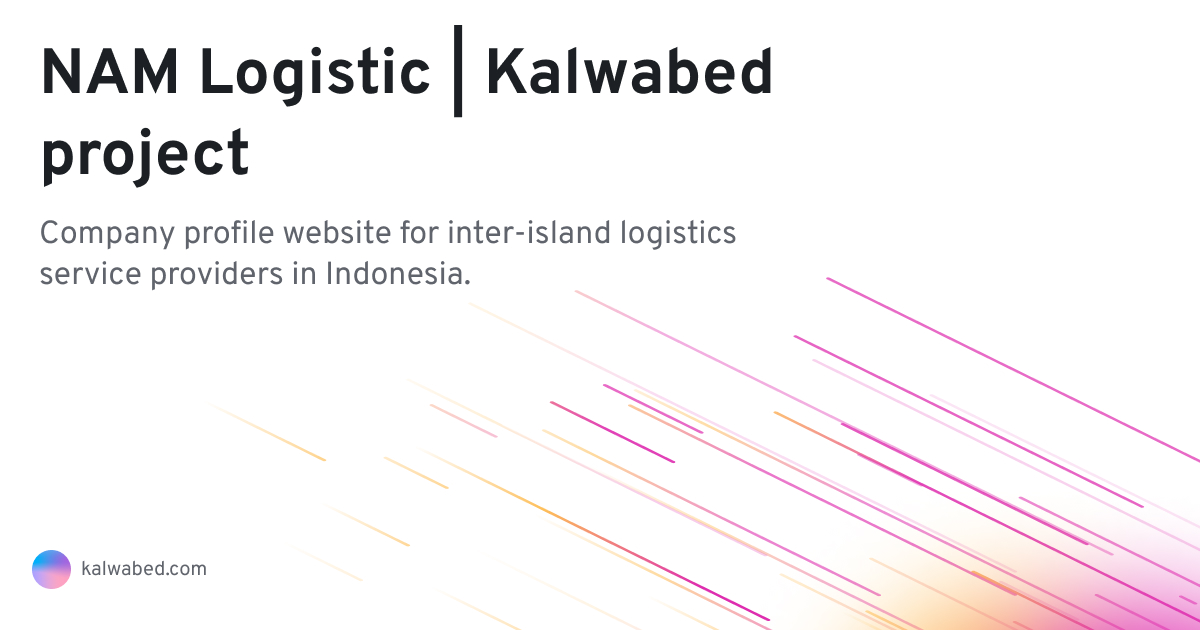 NAM Logistic | Kalwabed
project
Company profile website for inter-island logistics
service providers in Indonesia.
kalwabed.com